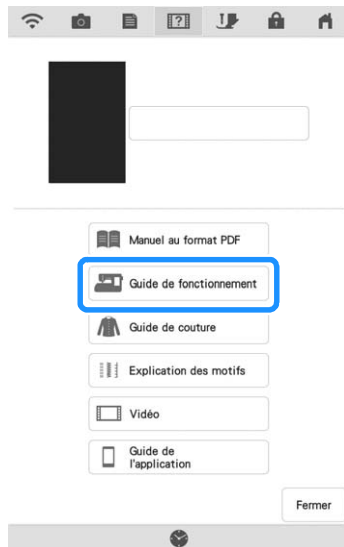 Manuel au format PDF
Guide de fonctionnement
Guide de couture
Explication des motifs
Vidéo
Guide de
l'application
Fermer